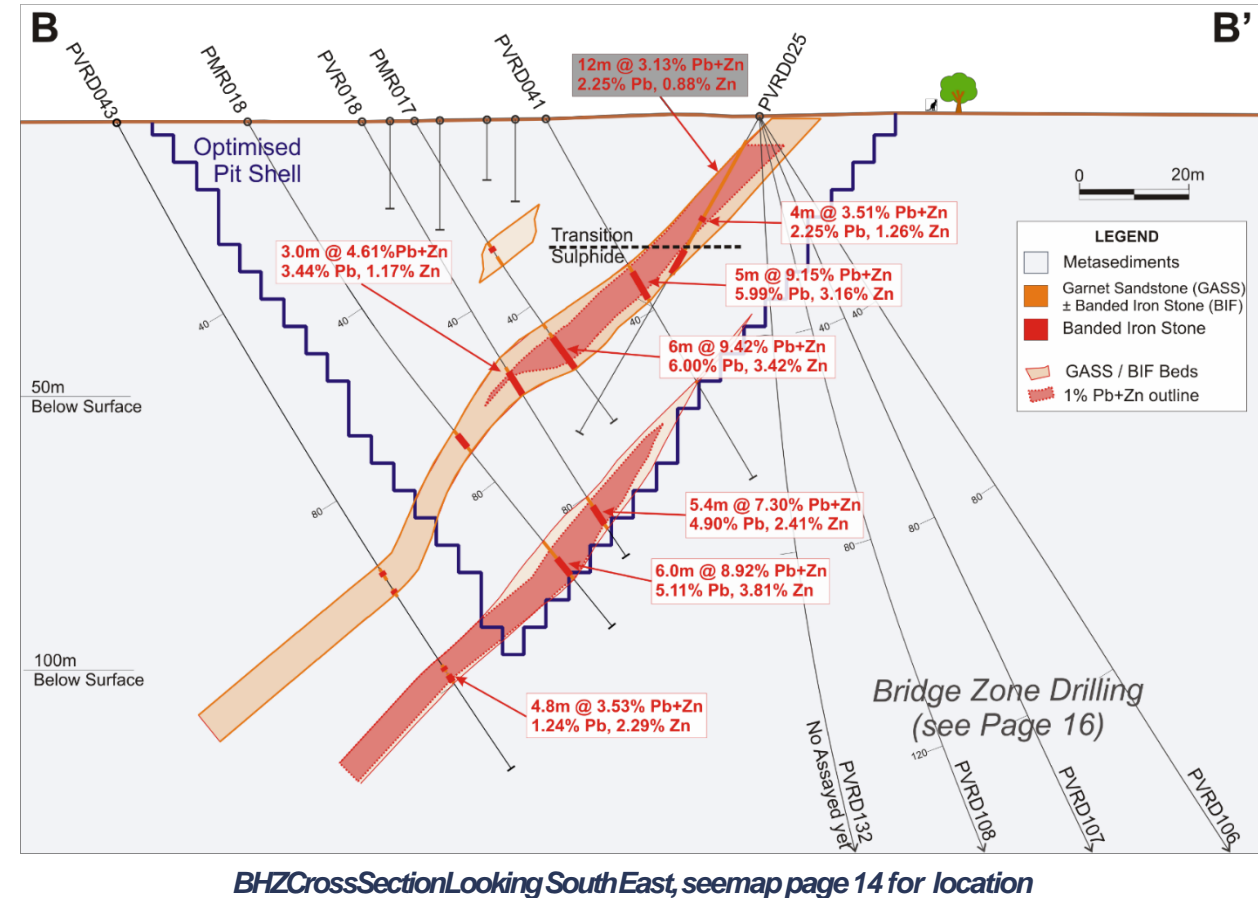 B
B'
PVRD043
PMR018
PVR018
PMR017
PVRD041
PVRD025
12m @ 3.13% Pb+Zn
2.25% Pb, 0.88% Zn
Optimised
Pit Shell
0 20m
4m @ 3.51% Pb+Zn
2.25% Pb, 1.26% Zn
Transition
Sulphide
3.0m @ 4.61%Pb+Zn
3.44% Pb, 1.17% Zn
5m @ 9.15% Pb+Zn
5.99% Pb, 3.16% Zn
LEGEND
Metasediments
Garnet Sandstone (GASS)
± Banded Iron Stone (BIF)
Banded Iron Stone
GASS / BIF Beds
1% Pb+Zn outline
40
40
40
40
40
40
40
6m @ 9.42% Pb+Zn
6.00% Pb, 3.42% Zn
50m
Below Surface
80
80
80
80
80
80
5.4m @ 7.30% Pb+Zn
4.90% Pb, 2.41% Zn
6.0m @ 8.92% Pb+Zn
5.11% Pb, 3.81% Zn
100m
Below Surface
4.8m @ 3.53% Pb+Zn
1.24% Pb, 2.29% Zn
Bridge Zone Drilling
(see Page 16)
120
No Assayed yet
PVRD132
PVRD108
PVRD107
PVRD106
BHZCrossSectionLooking SouthEast, seemap page 14 for location